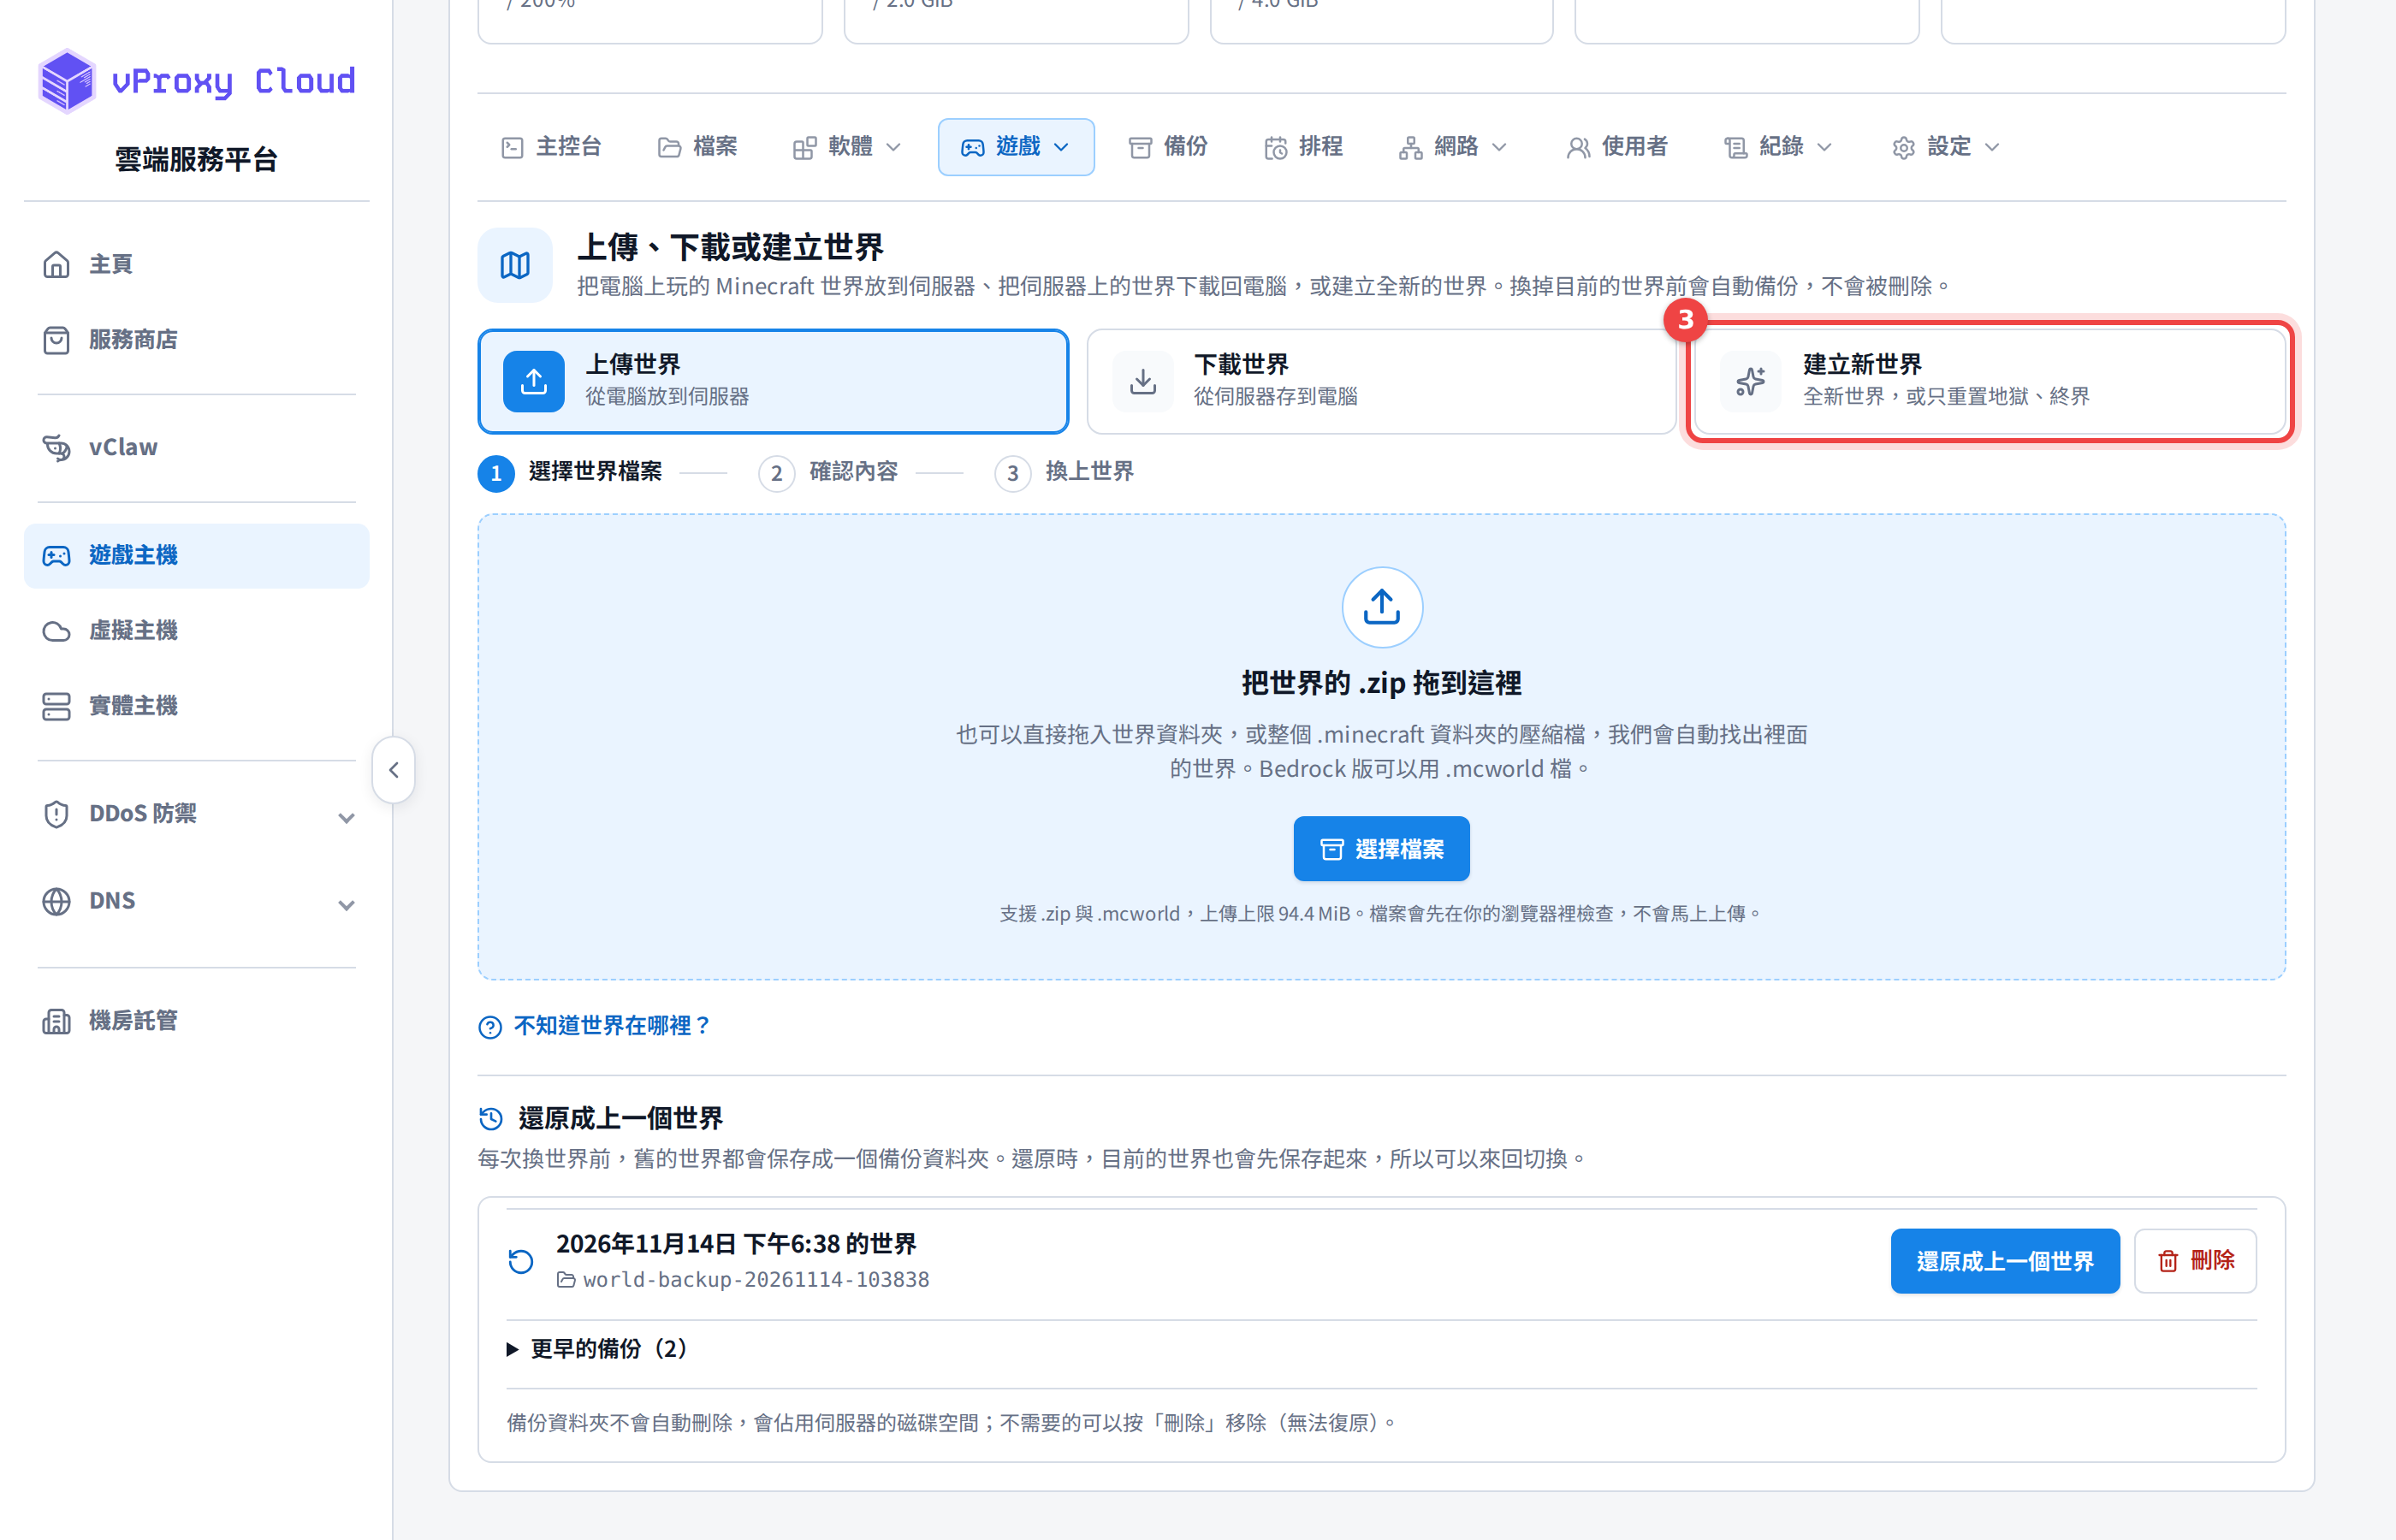 / 200%
/ 2.0 GiB
/ 4.0 GiB
vProxy Cloud
雲端服務平台
主頁
服務商店
vClaw
遊戲主機
虛擬主機
實體主機
DDoS 防禦
DNS
機房託管
主控台
檔案
軟體
遊戲
備份
排程
網路
使用者
紀錄
設定
上傳、下載或建立世界
把電腦上玩的 Minecraft 世界放到伺服器、把伺服器上的世界下載回電腦，或建立全新的世界。換掉目前的世界前會自動備份，不會被刪除。
上傳世界
從電腦放到伺服器
下載世界
從伺服器存到電腦
3
建立新世界
全新世界，或只重置地獄、終界
1 選擇世界檔案
2 確認內容
3 換上世界
把世界的 .zip 拖到這裡
也可以直接拖入世界資料夾，或整個 .minecraft 資料夾的壓縮檔，我們會自動找出裡面
的世界。Bedrock 版可以用 .mcworld 檔。
選擇檔案
支援 .zip 與 .mcworld，上傳上限 94.4 MiB。檔案會先在你的瀏覽器裡檢查，不會馬上上傳。
不知道世界在哪裡？
還原成上一個世界
每次換世界前，舊的世界都會保存成一個備份資料夾。還原時，目前的世界也會先保存起來，所以可以來回切換。
2026年11月14日 下午6:38 的世界
world-backup-20261114-103838
還原成上一個世界
刪除
更早的備份（2）
備份資料夾不會自動刪除，會佔用伺服器的磁碟空間；不需要的可以按「刪除」移除（無法復原）。